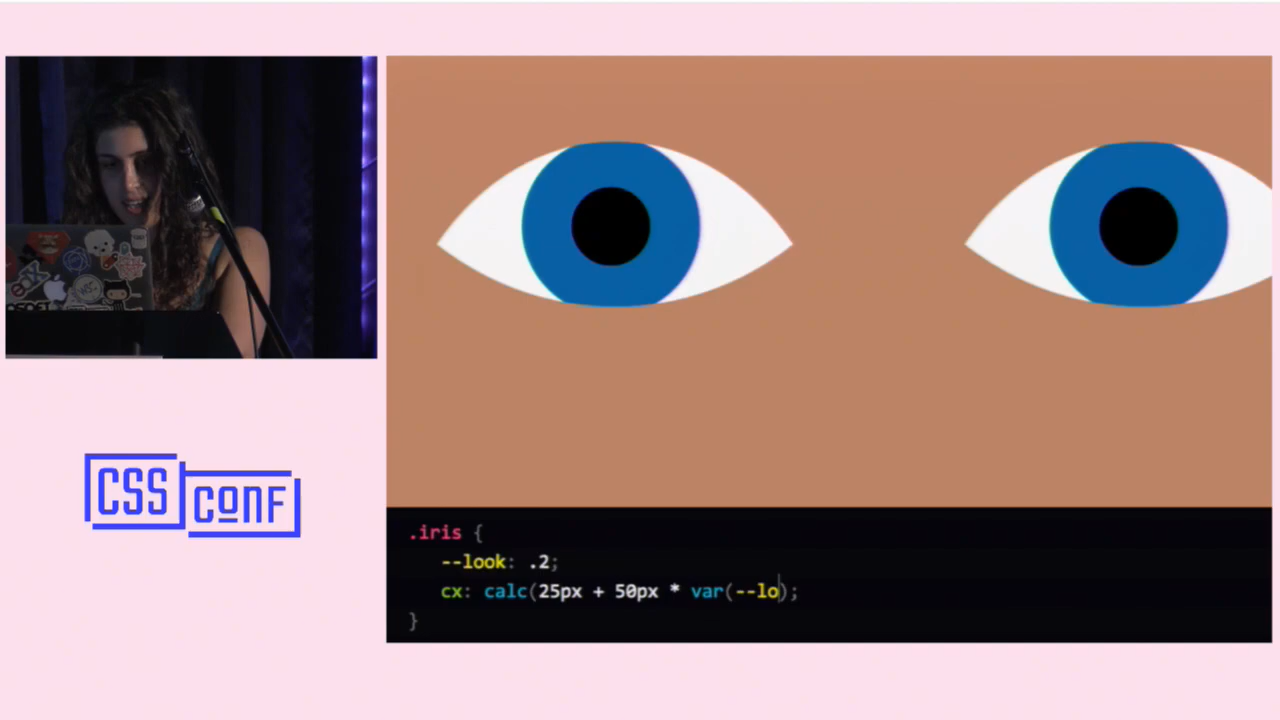 CSS
CONF
.iris {
--look: .2;
cx: calc(25px + 50px * var(--lo);
}